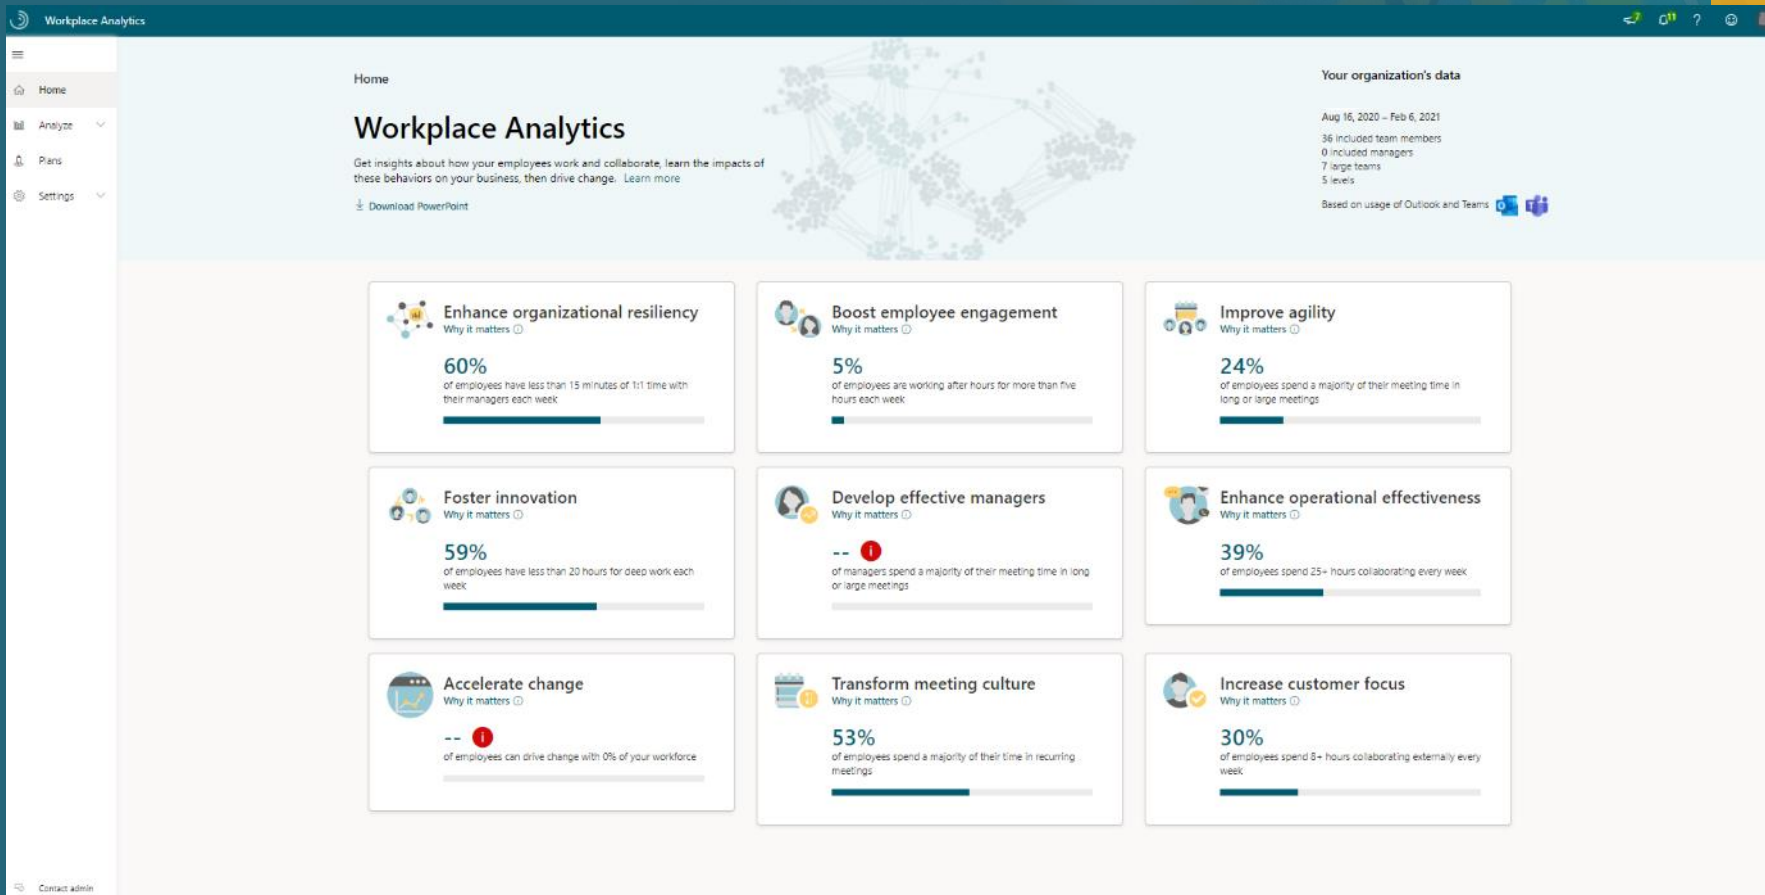 Workplace Analytics
7
11
?
Home
Analyze
Plans
Settings
Contact admin
Home
Workplace Analytics
Get insights about how your employees work and collaborate, learn the impacts of
these behaviors on your business, then drive change. Learn more
Download PowerPoint
Your organization's data
Aug 16, 2020 – Feb 6, 2021
36 included team members
0 included managers
7 large teams
5 levels
Based on usage of Outlook and Teams
Enhance organizational resiliency
Why it matters
60%
of employees have less than 15 minutes of 1:1 time with
their managers each week
Boost employee engagement
Why it matters
5%
of employees are working after hours for more than five
hours each week
Improve agility
Why it matters
24%
of employees spend a majority of their meeting time in
long or large meetings
Foster innovation
Why it matters
59%
of employees have less than 20 hours for deep work each
week
Develop effective managers
Why it matters
--
of managers spend a majority of their meeting time in long
or large meetings
Enhance operational effectiveness
Why it matters
39%
of employees spend 25+ hours collaborating every week
Accelerate change
Why it matters
--
of employees can drive change with 0% of your workforce
Transform meeting culture
Why it matters
53%
of employees spend a majority of their time in recurring
meetings
Increase customer focus
Why it matters
30%
of employees spend 8+ hours collaborating externally every
week